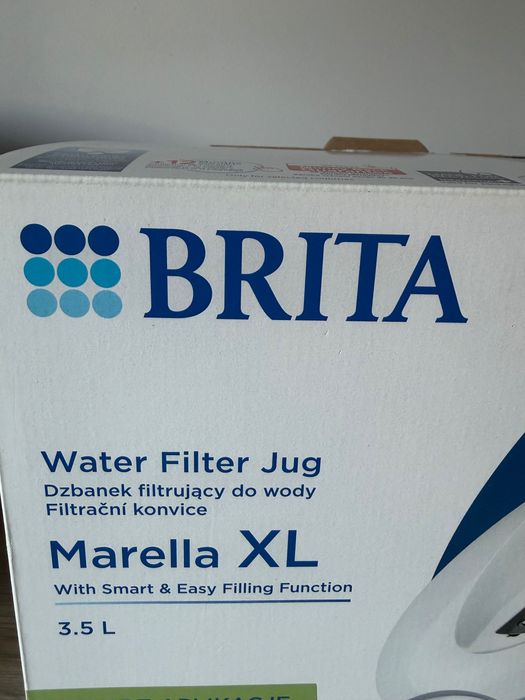 BRITA
Water Filter Jug
Dzbanek filtrujący do wody
Filtrační konvice
Marella XL
With Smart & Easy Filling Function
3.5 L